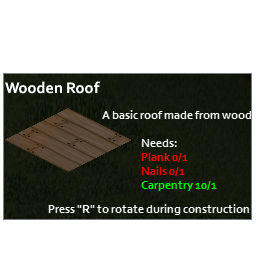 Wooden Roof
A basic roof made from wood
Needs:
Plank 0/1
Nails 0/1
Carpentry 10/1
Press "R" to rotate during construction